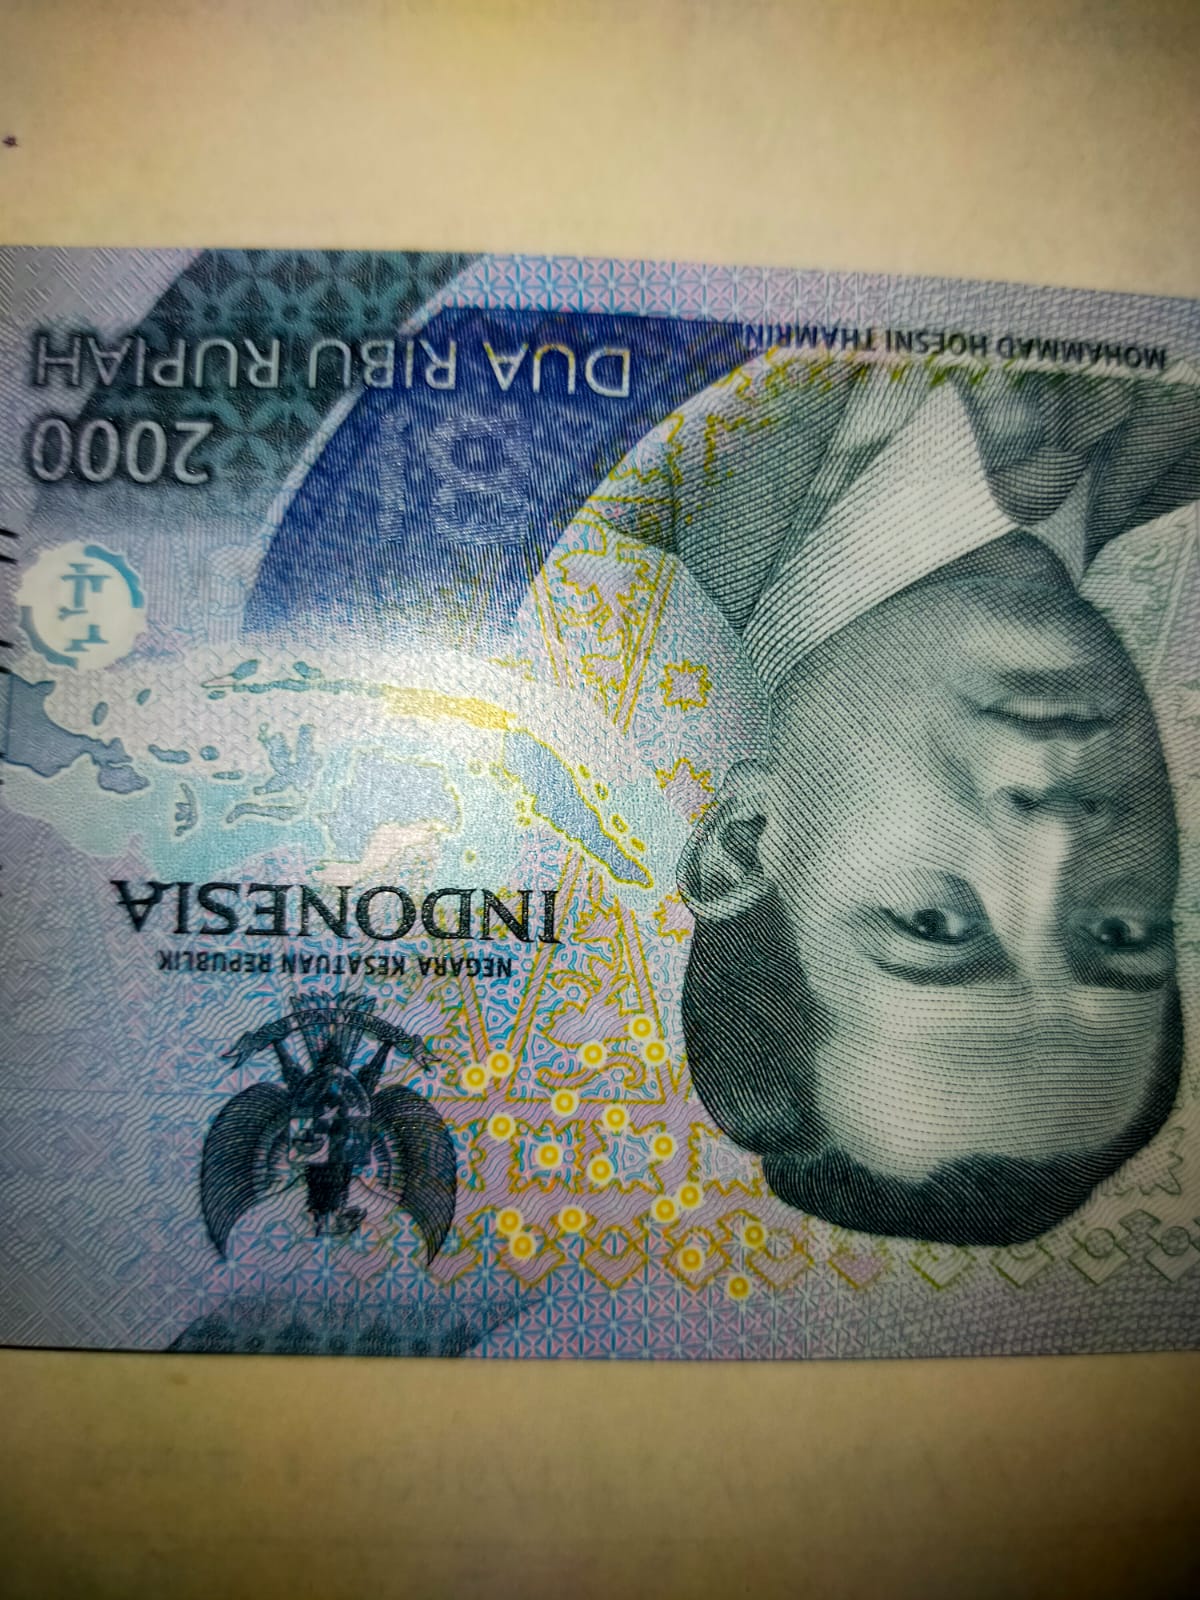 NEGARA KESATUAN REPUBLIK
INDONESIA
2000
DUA RIBU RUPIAH
MOHAMMAD HOESNI THAMRIN